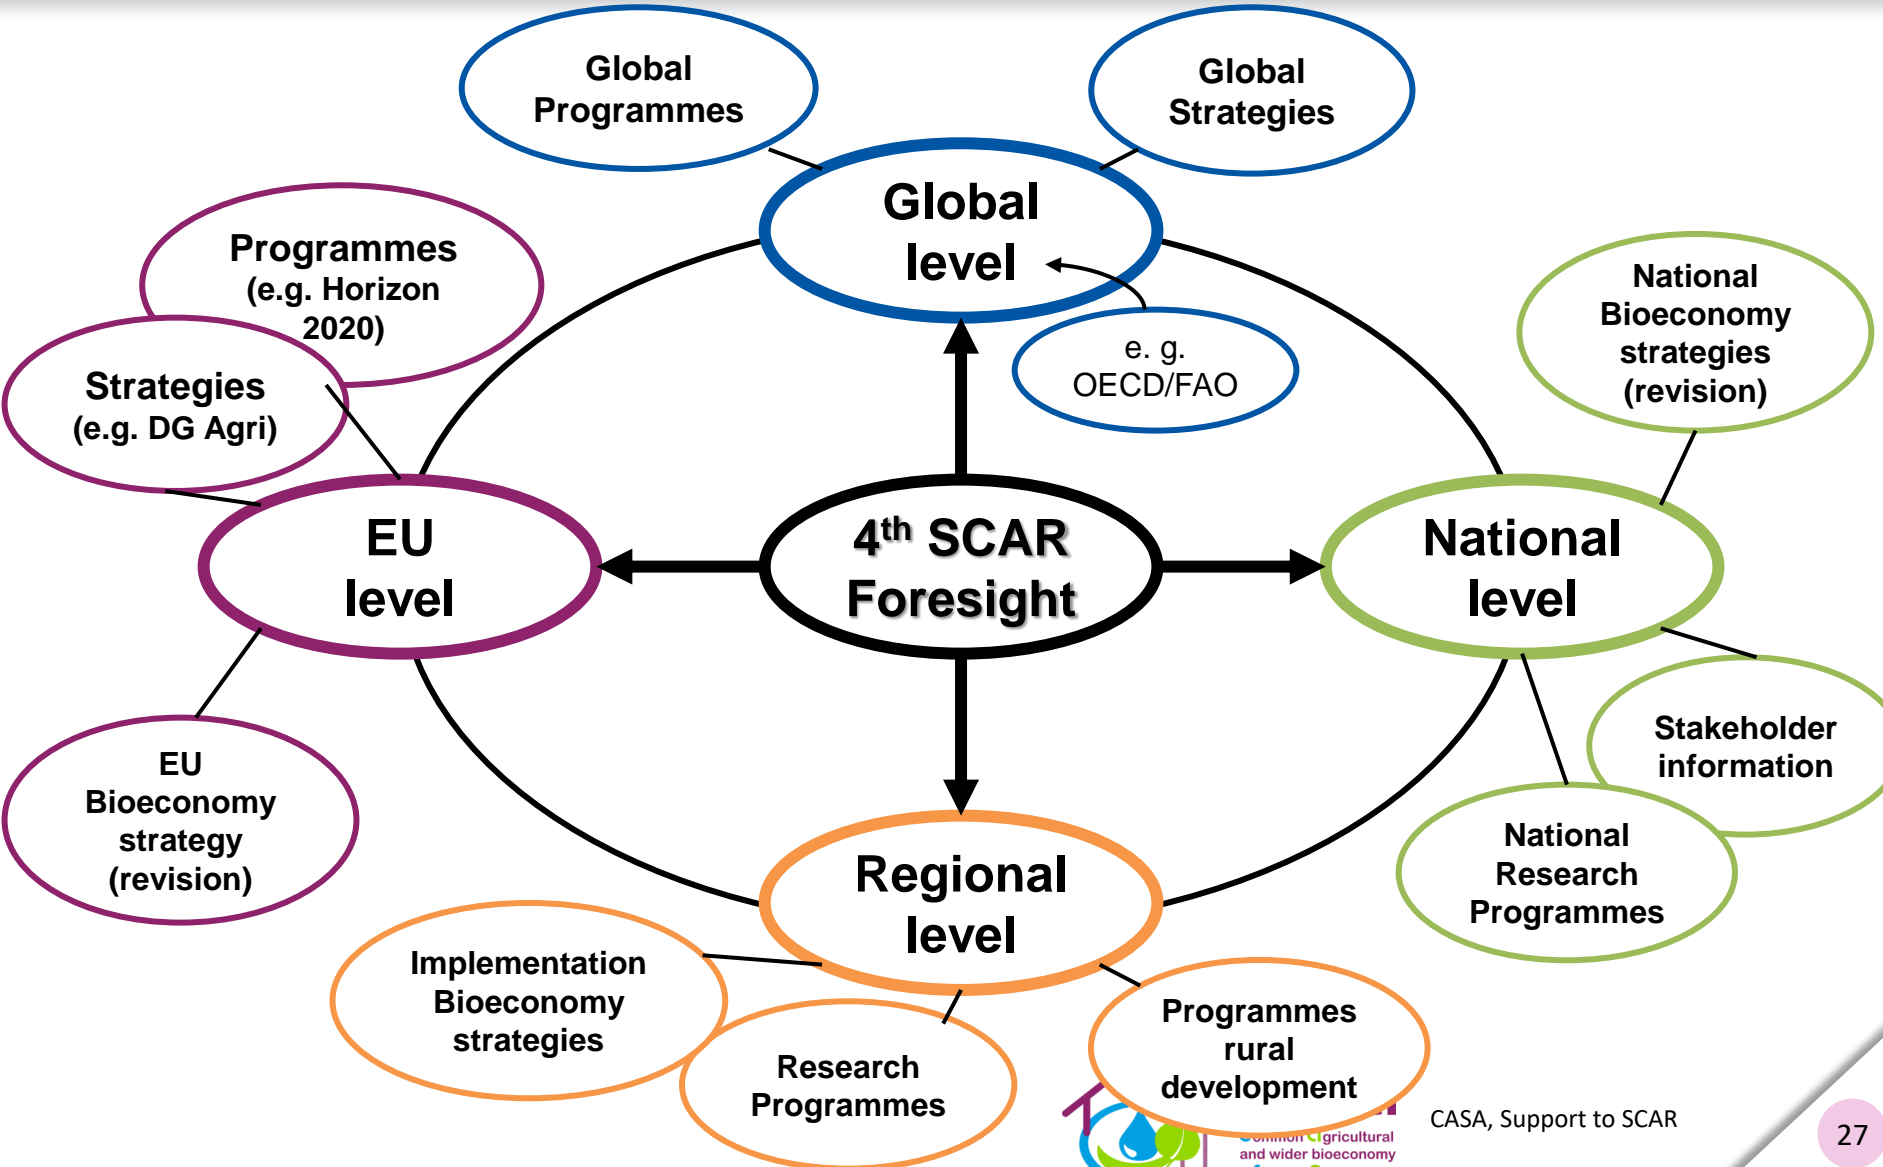 Global
Programmes
Global
Strategies
Global
level
Programmes
(e.g. Horizon
2020)
Strategies
(e.g. DG Agri)
e. g.
OECD/FAO
National
Bioeconomy
strategies
(revision)
EU
level
4th SCAR
Foresight
National
level
EU
Bioeconomy
strategy
(revision)
Stakeholder
information
National
Research
Programmes
Regional
level
Implementation
Bioeconomy
strategies
Research
Programmes
Programmes
rural
development
Common agricultural
and wider bioeconomy
CASA, Support to SCAR
27